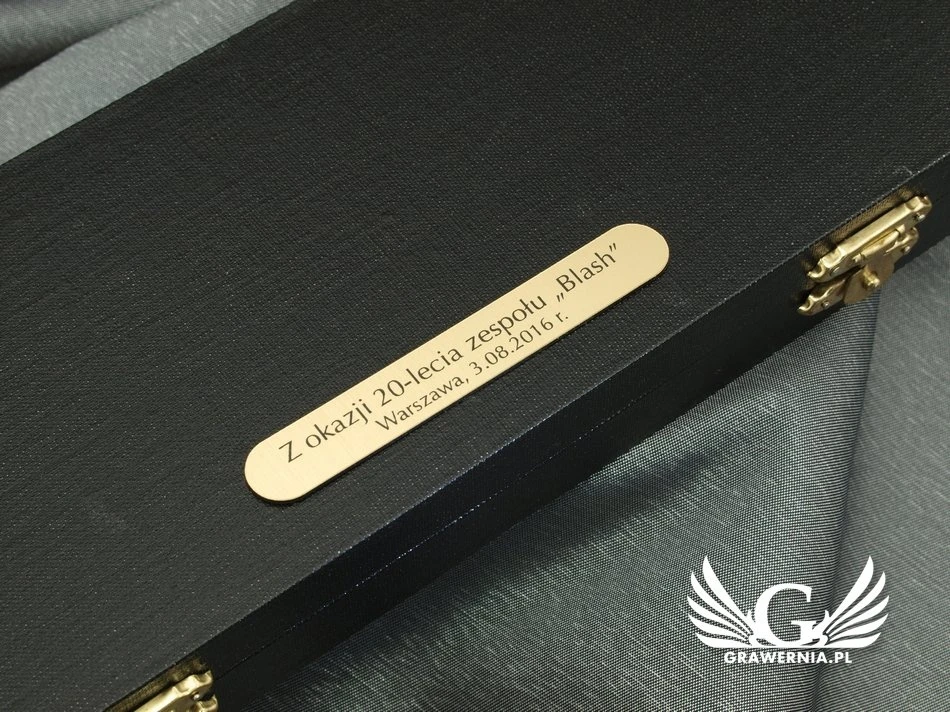 Z okazji 20-lecia zespołu „Blash”
Warszawa, 3.08.2016 r.
G
GRAWERNIA.PL